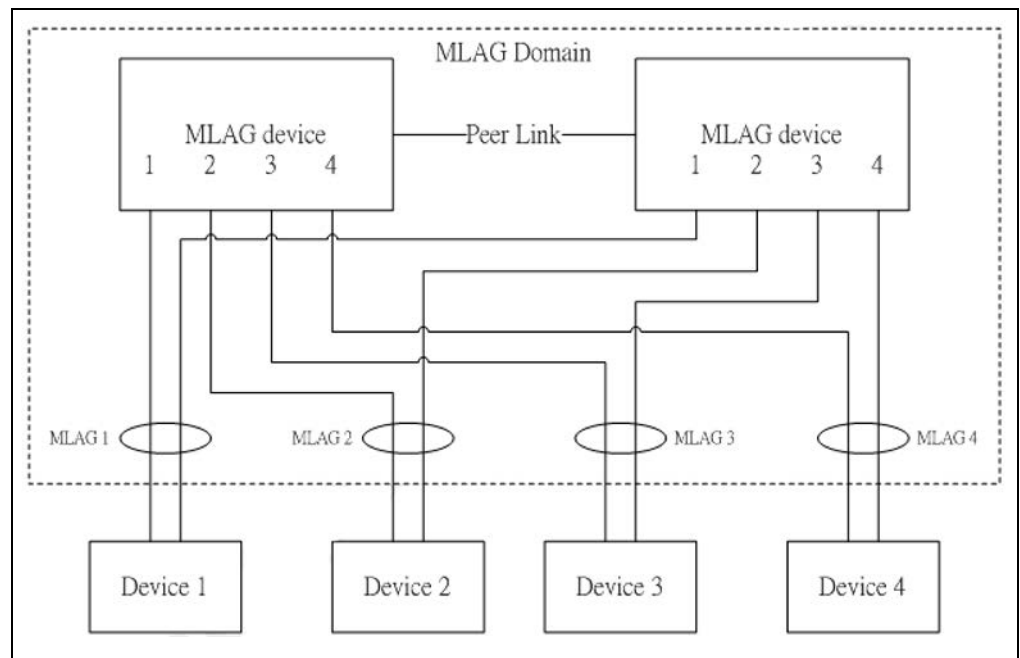 MLAG Domain
MLAG device
1 2 3 4
Peer Link
MLAG device
1 2 3 4
MLAG 1
MLAG 2
MLAG 3
MLAG 4
Device 1
Device 2
Device 3
Device 4